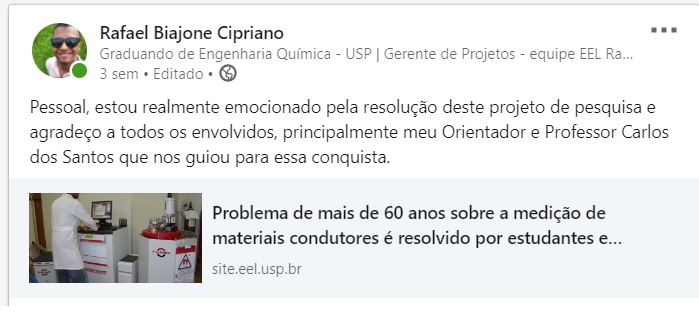 Rafael Biajone Cipriano
Graduando de Engenharia Química - USP | Gerente de Projetos - equipe EEL Ra...
3 sem • Editado •
Pessoal, estou realmente emocionado pela resolução deste projeto de pesquisa e
agradeço a todos os envolvidos, principalmente meu Orientador e Professor Carlos
dos Santos que nos guiou para essa conquista.
Problema de mais de 60 anos sobre a medição de
materiais condutores é resolvido por estudantes e...
site.eel.usp.br